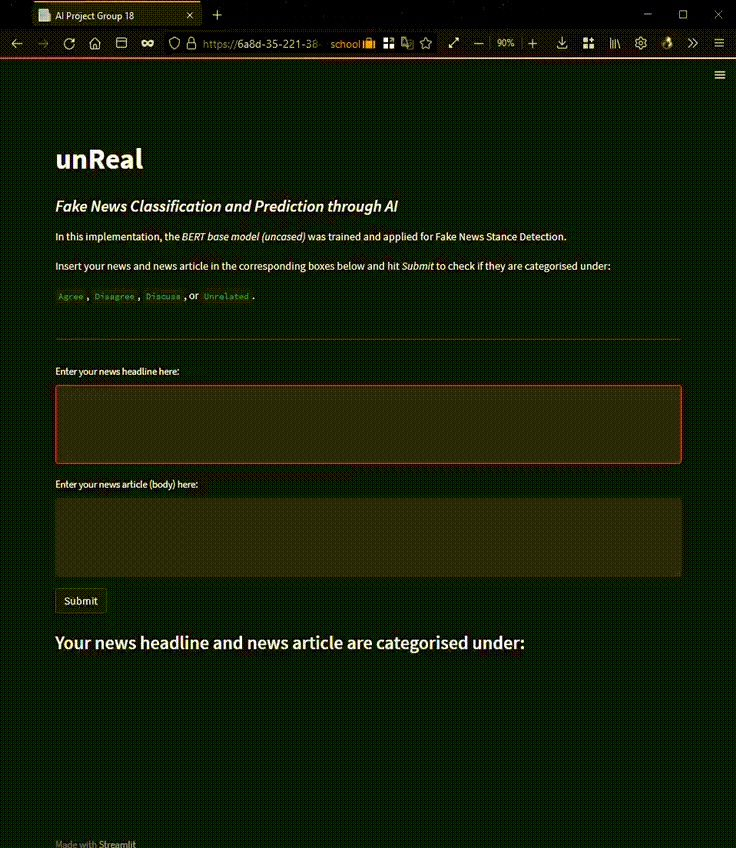 AI Project Group 18
https://6a8d-35-221-38- school 90%
unReal
Fake News Classification and Prediction through AI
In this implementation, the BERT base model (uncased) was trained and applied for Fake News Stance Detection.
Insert your news and news article in the corresponding boxes below and hit Submit to check if they are categorised under:
Agree, Disagree, Discuss, or Unrelated.
Enter your news headline here:
Enter your news article (body) here:
Submit
Your news headline and news article are categorised under:
Made with Streamlit